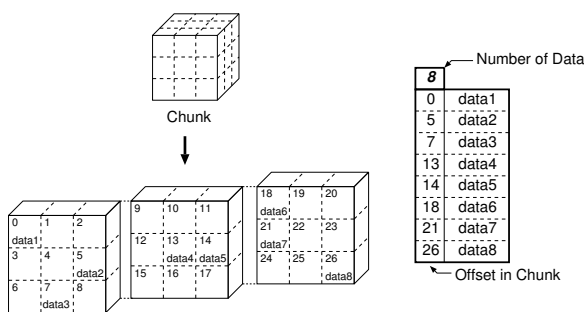 Chunk
0 1 2
data1
3 4 5
data2
6 7 8
data3
9 10 11
12 13 14
data4 data5
15 16 17
18 19 20
data6
21 22 23
data7
24 25 26
data8
Number of Data
8
0 data1
5 data2
7 data3
13 data4
14 data5
18 data6
21 data7
26 data8
Offset in Chunk